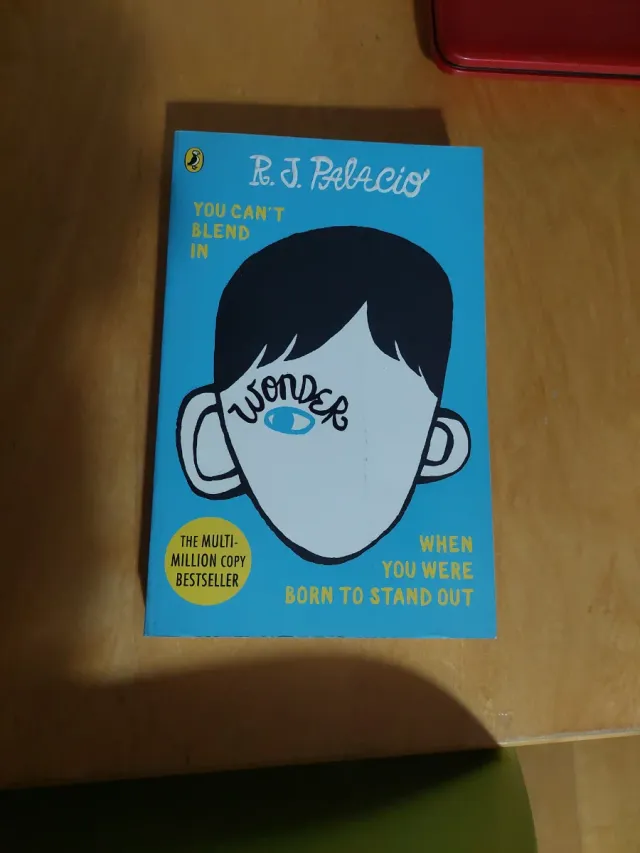 R. J. PALACIO
YOU CAN'T
BLEND
IN
WONDER
THE MULTI-
MILLION COPY
BESTSELLER
WHEN
YOU WERE
BORN TO STAND OUT